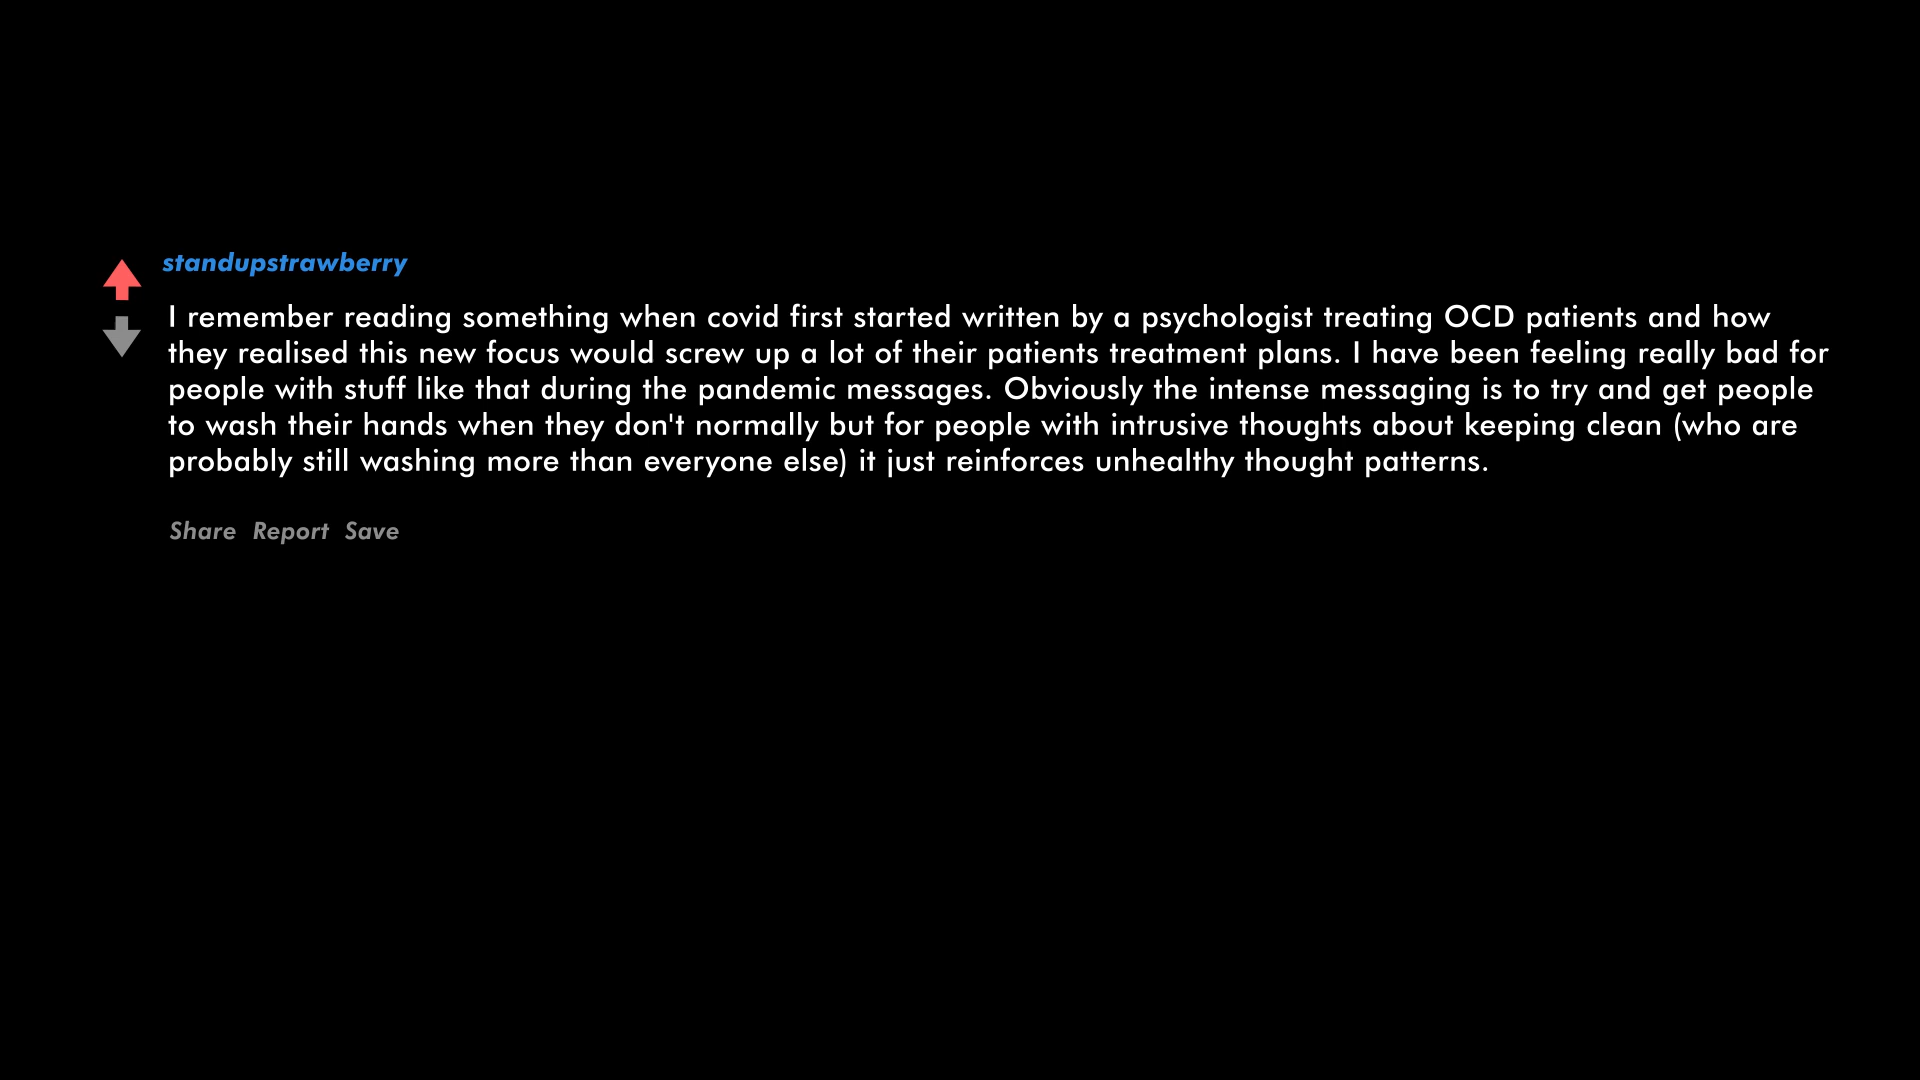 standupstrawberry
I remember reading something when covid first started written by a psychologist treating OCD patients and how
they realised this new focus would screw up a lot of their patients treatment plans. I have been feeling really bad for
people with stuff like that during the pandemic messages. Obviously the intense messaging is to try and get people
to wash their hands when they don't normally but for people with intrusive thoughts about keeping clean (who are
probably still washing more than everyone else) it just reinforces unhealthy thought patterns.
Share Report Save